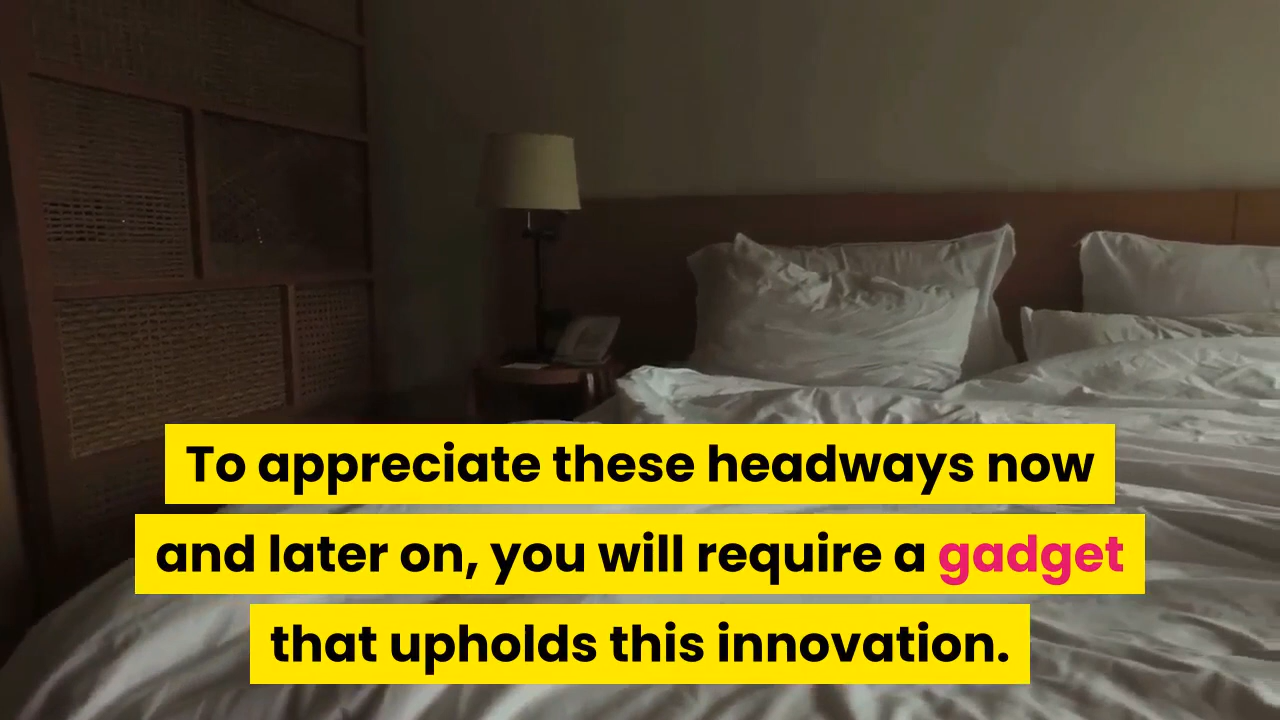 To appreciate these headways now
and later on, you will require a gadget
that upholds this innovation.